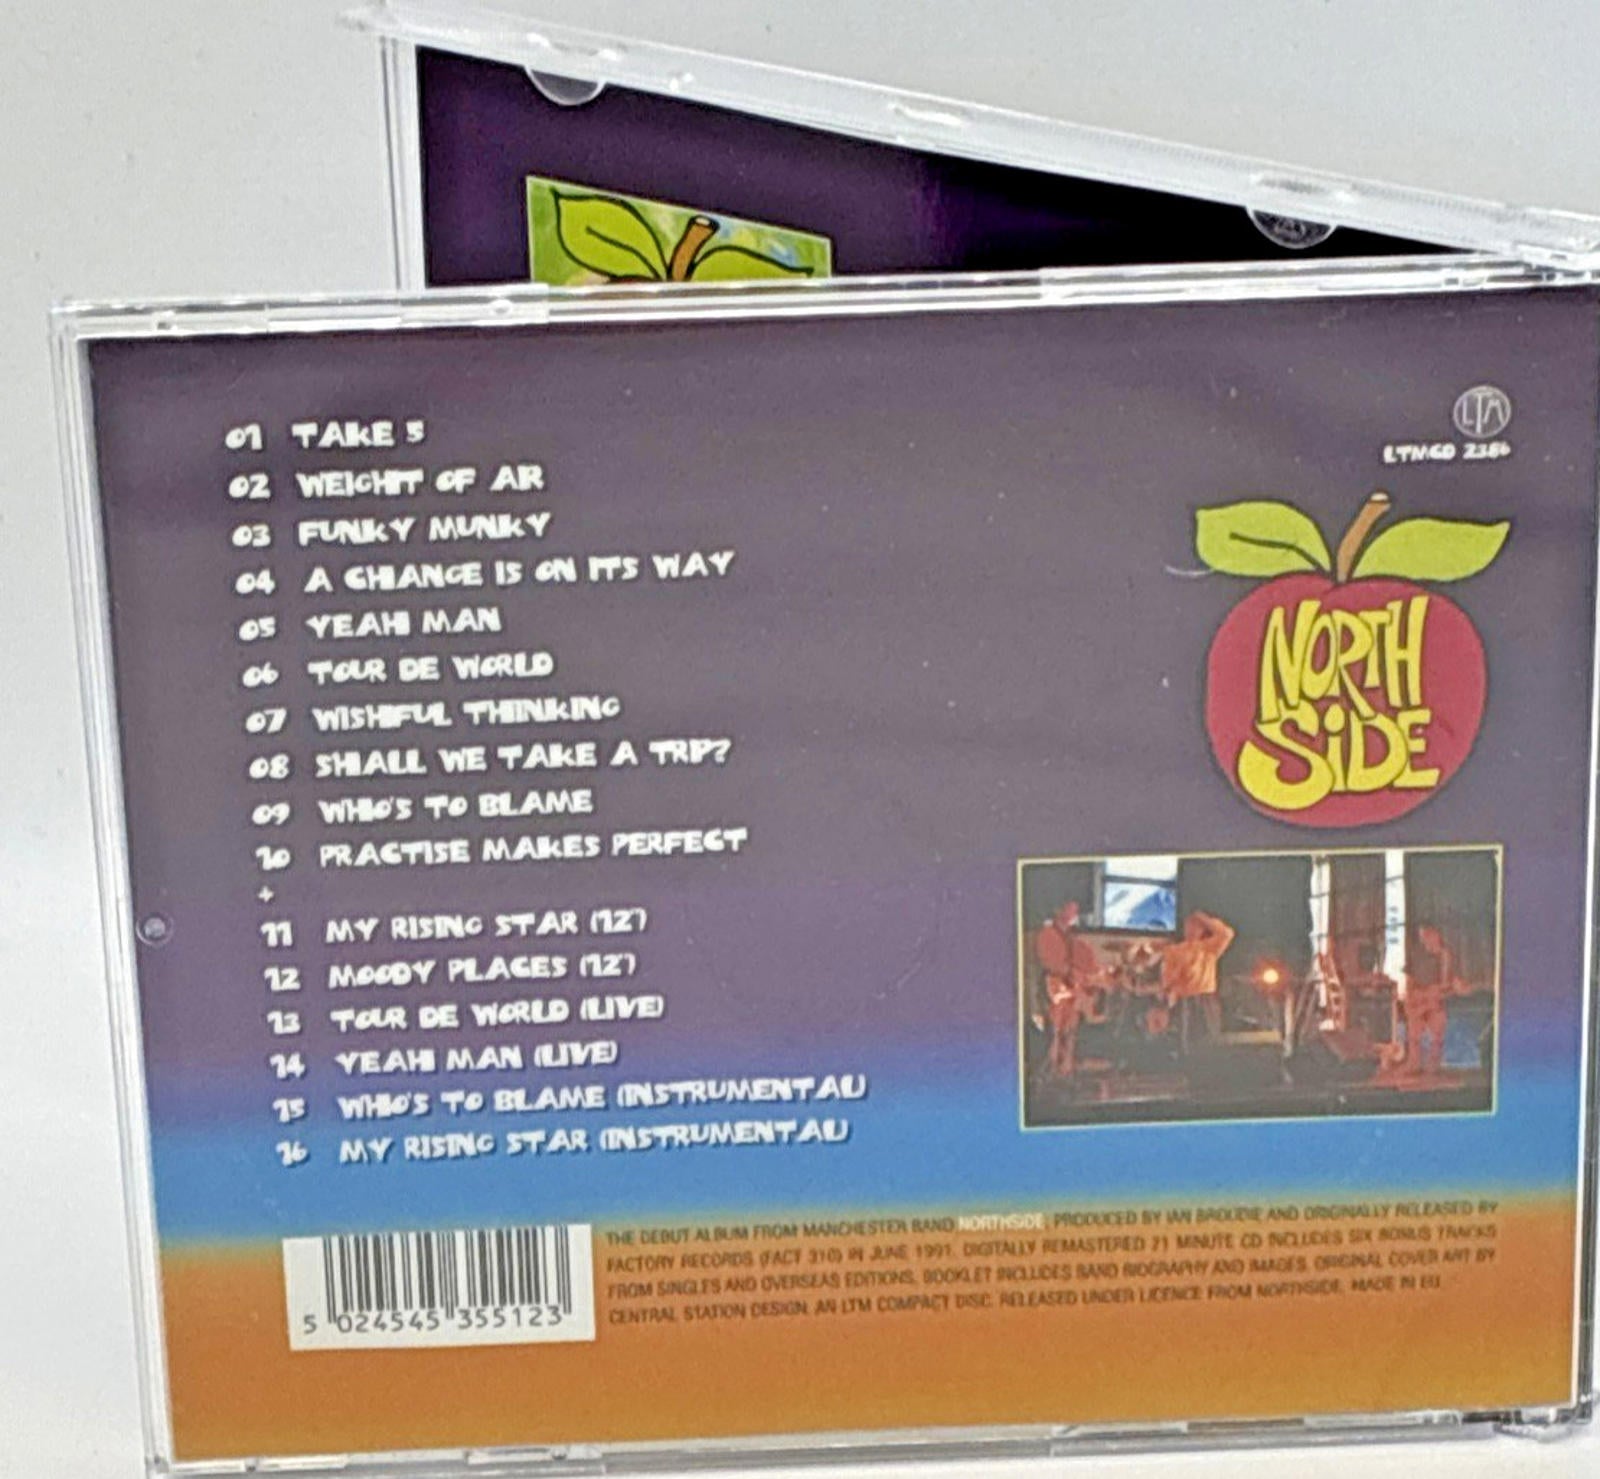 01 TAKE 5
02 WEIGHT OF AIR
03 FUNKY MUNKY
04 A CHANGE IS ON ITS WAY
05 YEAH MAN
06 TOUR DE WORLD
07 WISHFUL THINKING
08 SHALL WE TAKE A TRIP?
09 WHO'S TO BLAME
10 PRACTISE MAKES PERFECT
+
11 MY RISING STAR (12")
12 MOODY PLACES (12")
13 TOUR DE WORLD (LIVE)
14 YEAH MAN (LIVE)
15 WHO'S TO BLAME (INSTRUMENTAL)
16 MY RISING STAR (INSTRUMENTAL)
LTM
LTMCD 2386
NORTH
SiDE
THE DEBUT ALBUM FROM MANCHESTER BAND NORTHSIDE, PRODUCED BY IAN BROUDIE AND ORIGINALLY RELEASED BY
FACTORY RECORDS (FACT 310) IN JUNE 1991. DIGITALLY REMASTERED 71 MINUTE CD INCLUDES SIX BONUS TRACKS
FROM SINGLES AND OVERSEAS EDITIONS. BOOKLET INCLUDES BAND BIOGRAPHY AND IMAGES. ORIGINAL COVER ART BY
CENTRAL STATION DESIGN. AN LTM COMPACT DISC. RELEASED UNDER LICENCE FROM NORTHSIDE. MADE IN EU.
5 024545 355123